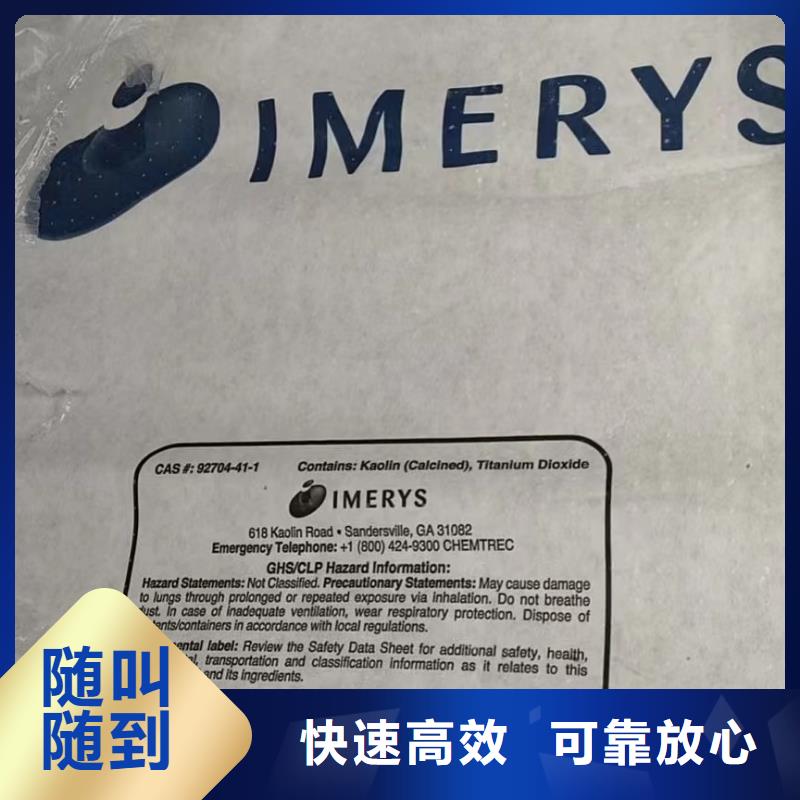 IMERYS
CAS #: 92704-41-1 Contains: Kaolin (Calcined), Titanium Dioxide
IMERYS
618 Kaolin Road • Sandersville, GA 31082
Emergency Telephone: +1 (800) 424-9300 CHEMTREC
GHS/CLP Hazard Information:
Hazard Statements: Not Classified. Precautionary Statements: May cause damage
to lungs through prolonged or repeated exposure via inhalation. Do not breathe
dust. In case of inadequate ventilation, wear respiratory protection. Dispose of
in accordance with local regulations.
label: Review the Safety Data Sheet for additional safety, health,
transportation and classification information as it relates to this
and its ingredients.
随叫
随到
快速高效 可靠放心